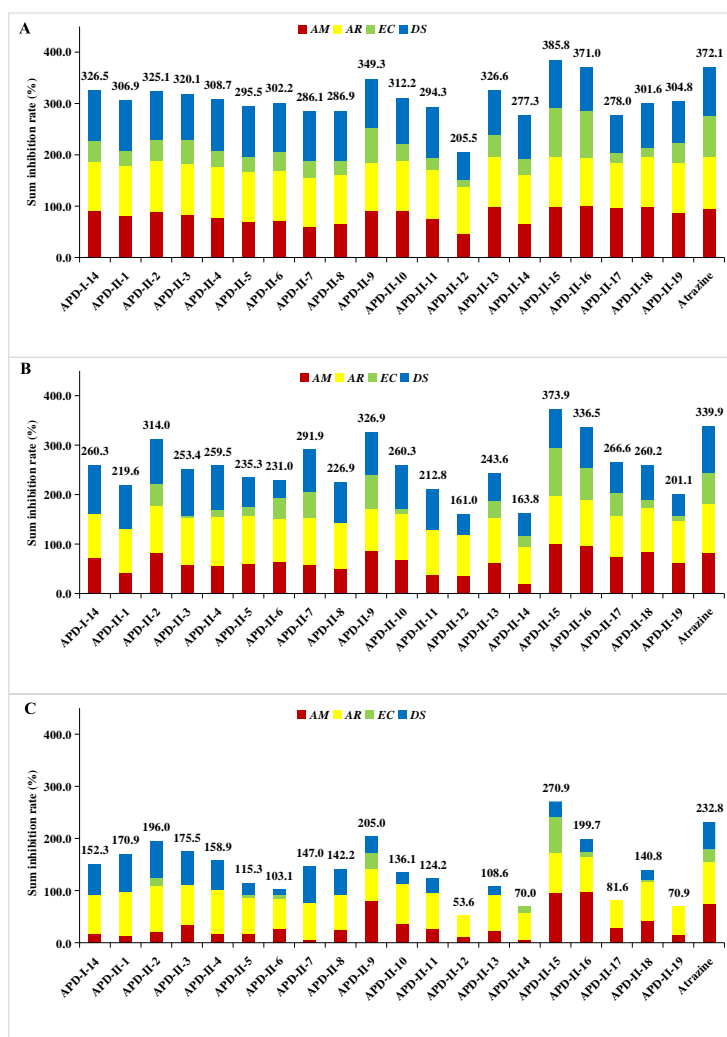 A
AM AR EC DS
Sum inhibition rate (%)
400.0
300.0
200.0
100.0
0.0
326.5 306.9 325.1 320.1 308.7 295.5 302.2 286.1 286.9 349.3 312.2 294.3 205.5 326.6 277.3 385.8 371.0 278.0 301.6 304.8 372.1
APD-I-14 APD-II-1 APD-II-2 APD-II-3 APD-II-4 APD-II-5 APD-II-6 APD-II-7 APD-II-8 APD-II-9 APD-II-10 APD-II-11 APD-II-12 APD-II-13 APD-II-14 APD-II-15 APD-II-16 APD-II-17 APD-II-18 APD-II-19 Atrazine
B
AM AR EC DS
Sum inhibition rate (%)
400.0
300.0
200.0
100.0
0.0
260.3 219.6 314.0 253.4 259.5 235.3 231.0 291.9 226.9 326.9 260.3 212.8 161.0 243.6 163.8 373.9 336.5 266.6 260.2 201.1 339.9
APD-I-14 APD-II-1 APD-II-2 APD-II-3 APD-II-4 APD-II-5 APD-II-6 APD-II-7 APD-II-8 APD-II-9 APD-II-10 APD-II-11 APD-II-12 APD-II-13 APD-II-14 APD-II-15 APD-II-16 APD-II-17 APD-II-18 APD-II-19 Atrazine
C
AM AR EC DS
Sum inhibition rate (%)
400.0
300.0
200.0
100.0
0.0
152.3 170.9 196.0 175.5 158.9 115.3 103.1 147.0 142.2 205.0 136.1 124.2 53.6 108.6 70.0 270.9 199.7 81.6 140.8 70.9 232.8
APD-I-14 APD-II-1 APD-II-2 APD-II-3 APD-II-4 APD-II-5 APD-II-6 APD-II-7 APD-II-8 APD-II-9 APD-II-10 APD-II-11 APD-II-12 APD-II-13 APD-II-14 APD-II-15 APD-II-16 APD-II-17 APD-II-18 APD-II-19 Atrazine